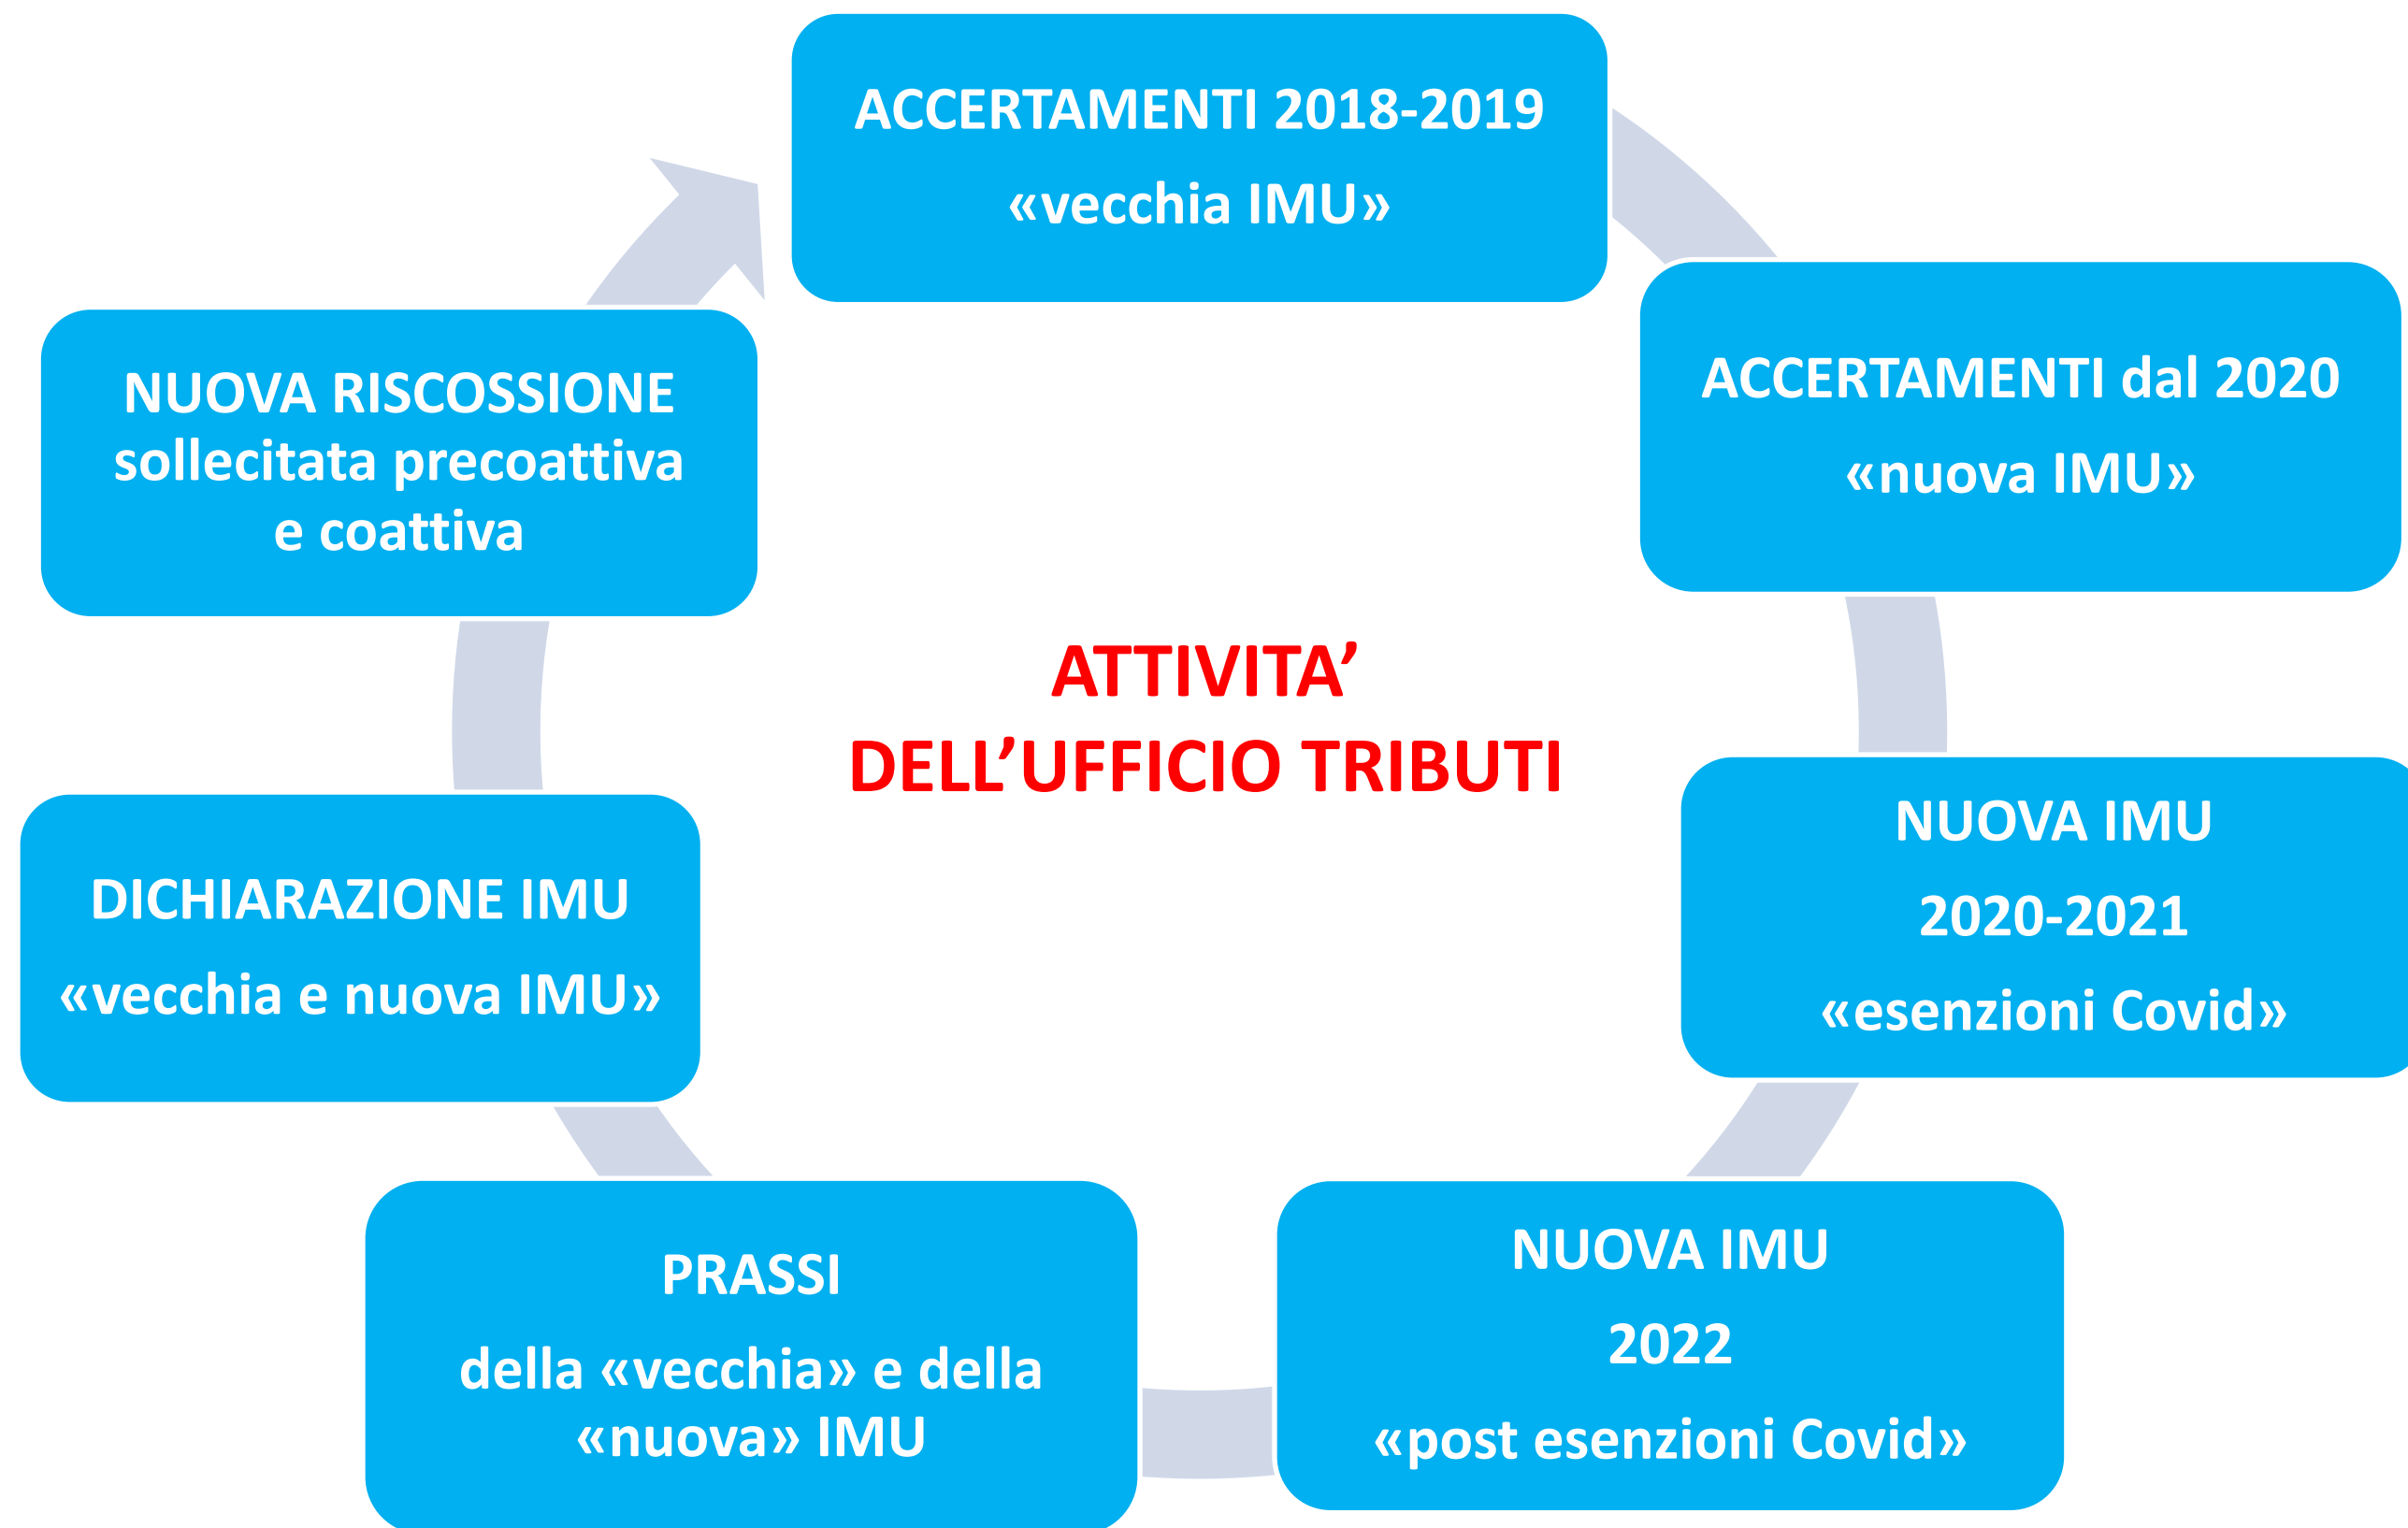 ACCERTAMENTI 2018-2019
«vecchia IMU»
ACCERTAMENTI dal 2020
«nuova IMU»
NUOVA IMU
2020-2021
«esenzioni Covid»
NUOVA IMU
2022
«post esenzioni Covid»
PRASSI
della «vecchia» e della
«nuova» IMU
DICHIARAZIONE IMU
«vecchia e nuova IMU»
NUOVA RISCOSSIONE
sollecitata precoattiva
e coattiva
ATTIVITA’
DELL’UFFICIO TRIBUTI